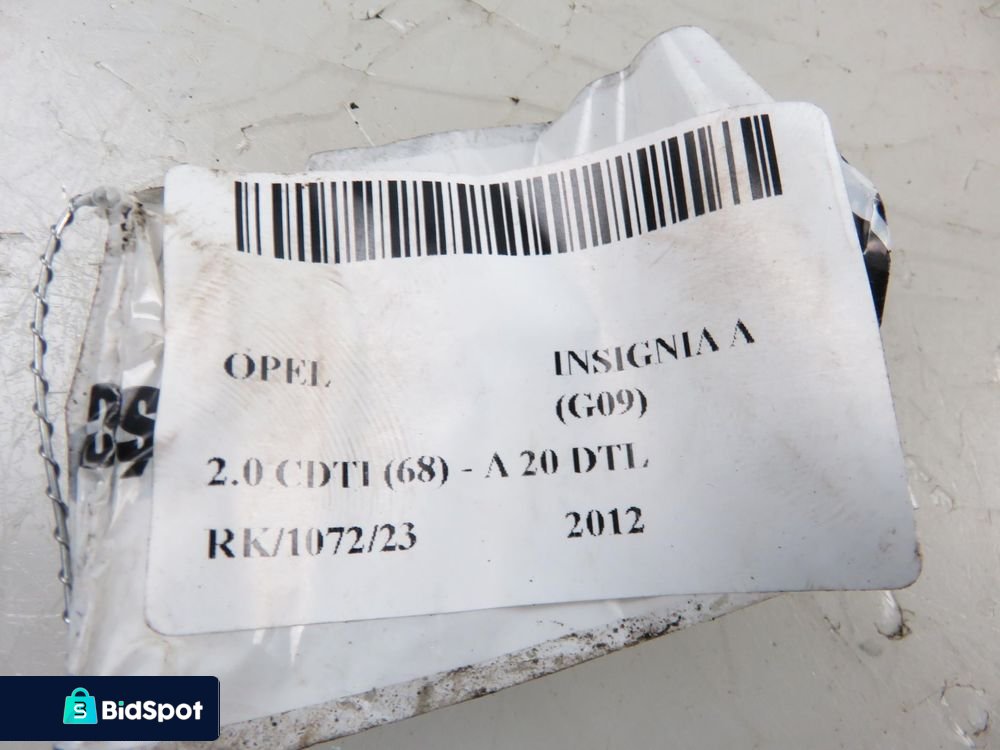 OPEL INSIGNIA A
(G09)
2.0 CDTI (68) - A 20 DTL
RK/1072/23 2012
BidSpot